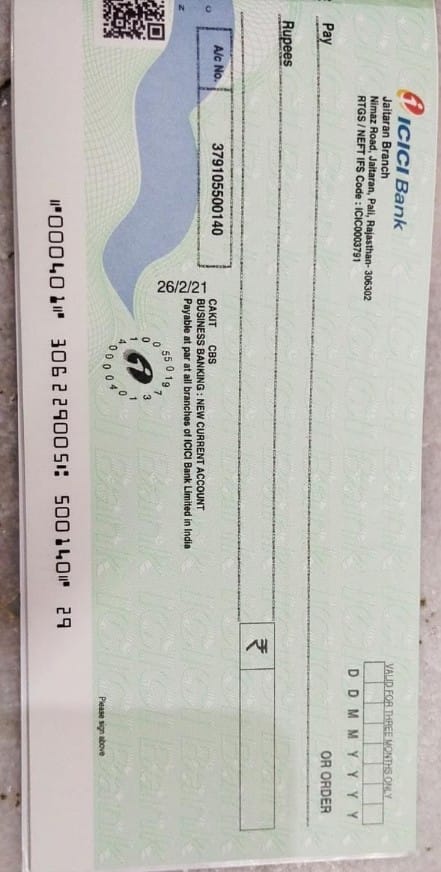 ICICI Bank
Jaitaran Branch
Nimaz Road, Jaitaran, Pali, Rajasthan- 306302
RTGS / NEFT IFS Code : ICIC0003791
VALID FOR THREE MONTHS ONLY
D D M M Y Y Y Y
Pay
OR ORDER
Rupees
₹
A/c No.
379105500140
CAKIT CBS
BUSINESS BANKING : NEW CURRENT ACCOUNT
Payable at par at all branches of ICICI Bank Limited in India
26/2/21
Please sign above
⑈000040⑈ 306229005⑆ 500140⑈ 29